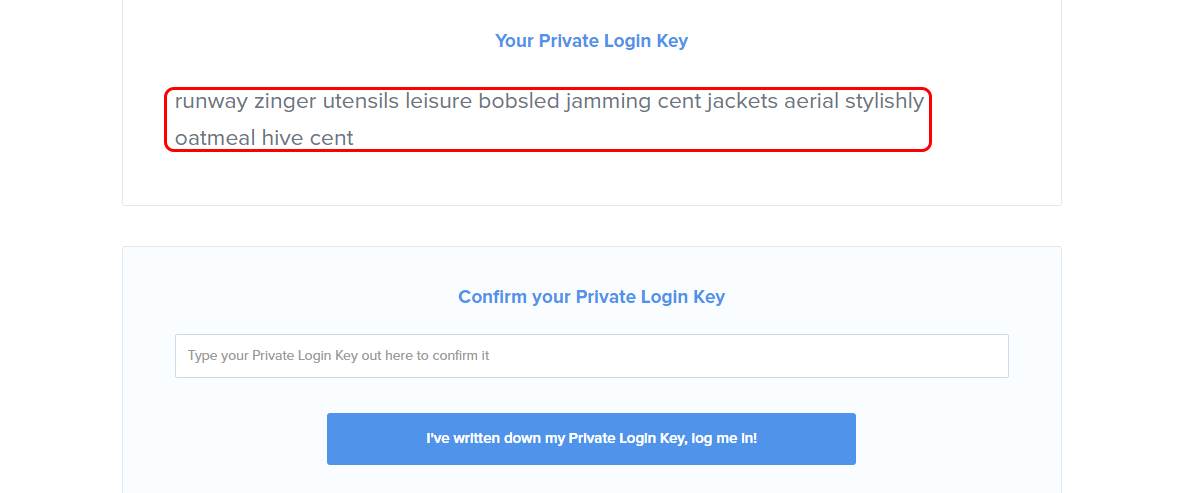 Your Private Login Key
runway zinger utensils leisure bobsled jamming cent jackets aerial stylishly
oatmeal hive cent
Confirm your Private Login Key
Type your Private Login Key out here to confirm it
I've written down my Private Login Key, log me in!